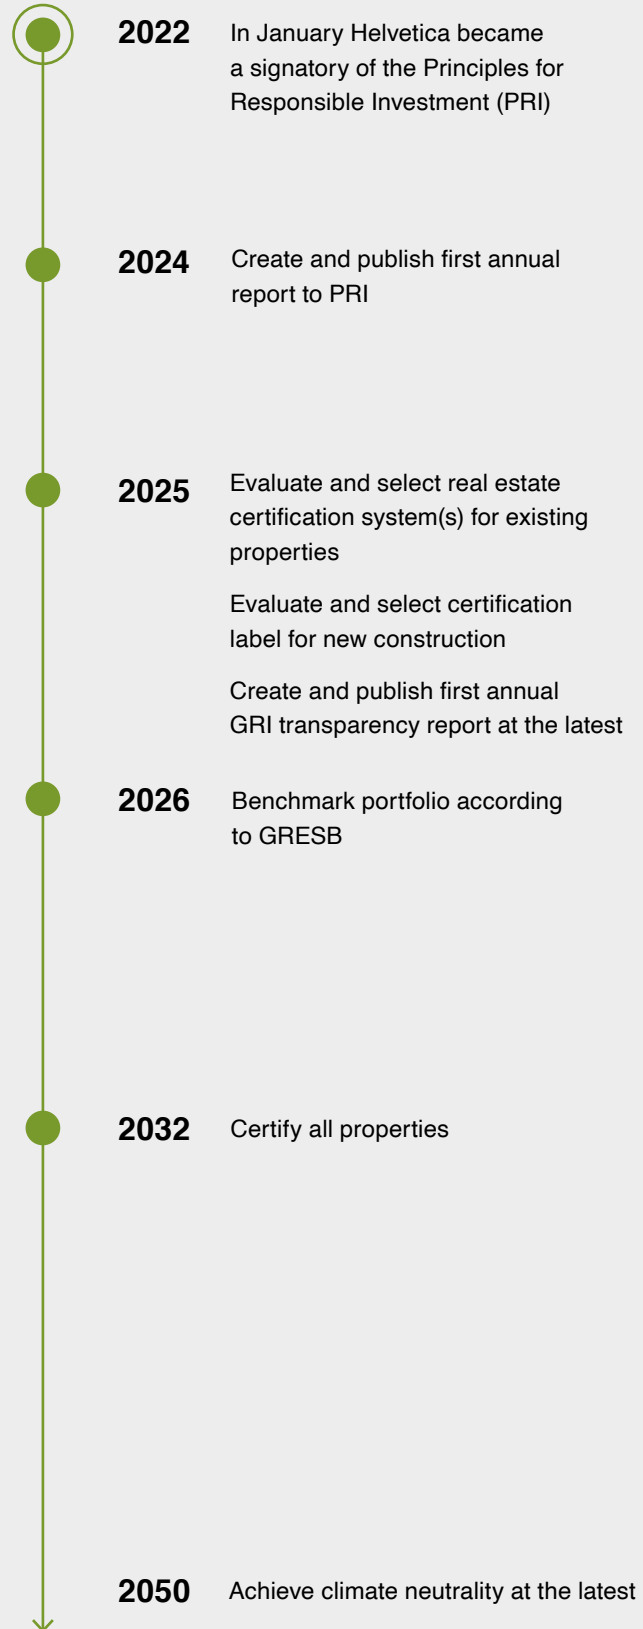 2022 In January Helvetica became
a signatory of the Principles for
Responsible Investment (PRI)
2024 Create and publish first annual
report to PRI
2025 Evaluate and select real estate
certification system(s) for existing
properties
Evaluate and select certification
label for new construction
Create and publish first annual
GRI transparency report at the latest
2026 Benchmark portfolio according
to GRESB
2032 Certify all properties
2050 Achieve climate neutrality at the latest